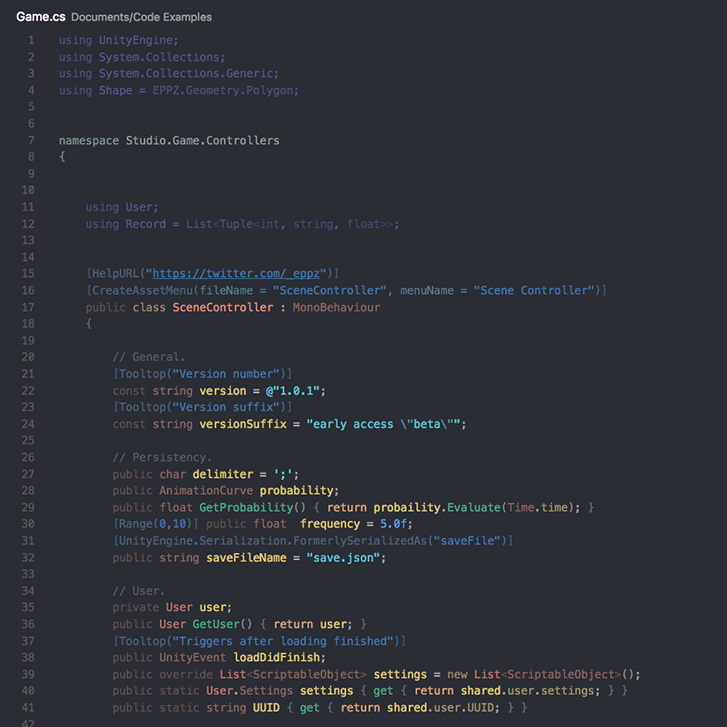 Game.cs Documents/Code Examples
1 using UnityEngine;
2 using System.Collections;
3 using System.Collections.Generic;
4 using Shape = EPPZ.Geometry.Polygon;
5
6
7 namespace Studio.Game.Controllers
8 {
9
10
11 using User;
12 using Record = List<Tuple<int, string, float>>;
13
14
15 [HelpURL("https://twitter.com/_eppz")]
16 [CreateAssetMenu(fileName = "SceneController", menuName = "Scene Controller")]
17 public class SceneController : MonoBehaviour
18 {
19
20 // General.
21 [Tooltop("Version number")]
22 const string version = @"1.0.1";
23 [Tooltop("Version suffix")]
24 const string versionSuffix = "early access \"beta\"";
25
26 // Persistency.
27 public char delimiter = ';';
28 public AnimationCurve probability;
29 public float GetProbability() { return probaility.Evaluate(Time.time); }
30 [Range(0,10)] public float  frequency = 5.0f;
31 [UnityEngine.Serialization.FormerlySerializedAs("saveFile")]
32 public string saveFileName = "save.json";
33
34 // User.
35 private User user;
36 public User GetUser() { return user; }
37 [Tooltop("Triggers after loading finished")]
38 public UnityEvent loadDidFinish;
39 public override List<ScriptableObject> settings = new List<ScriptableObject>();
40 public static User.Settings settings { get { return shared.user.settings; } }
41 public static string UUID { get { return shared.user.UUID; } }
42